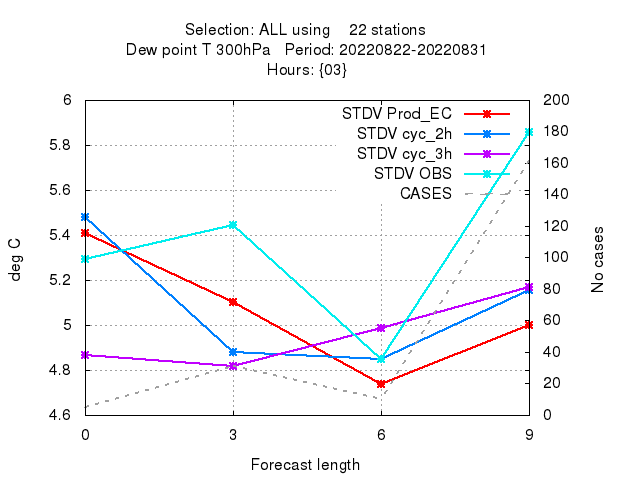 Selection: ALL using 22 stations
Dew point T 300hPa Period: 20220822-20220831
Hours: {03}
6 200
STDV Prod_EC
180
5.8 STDV cyc_2h
160
STDV cyc_3h
5.6 STDV OBS
140
CASES
120
5.4
100
5.2
80
60
5
40
4.8
20
4.6 0
0 3 6 9
deg C
No cases
Forecast length